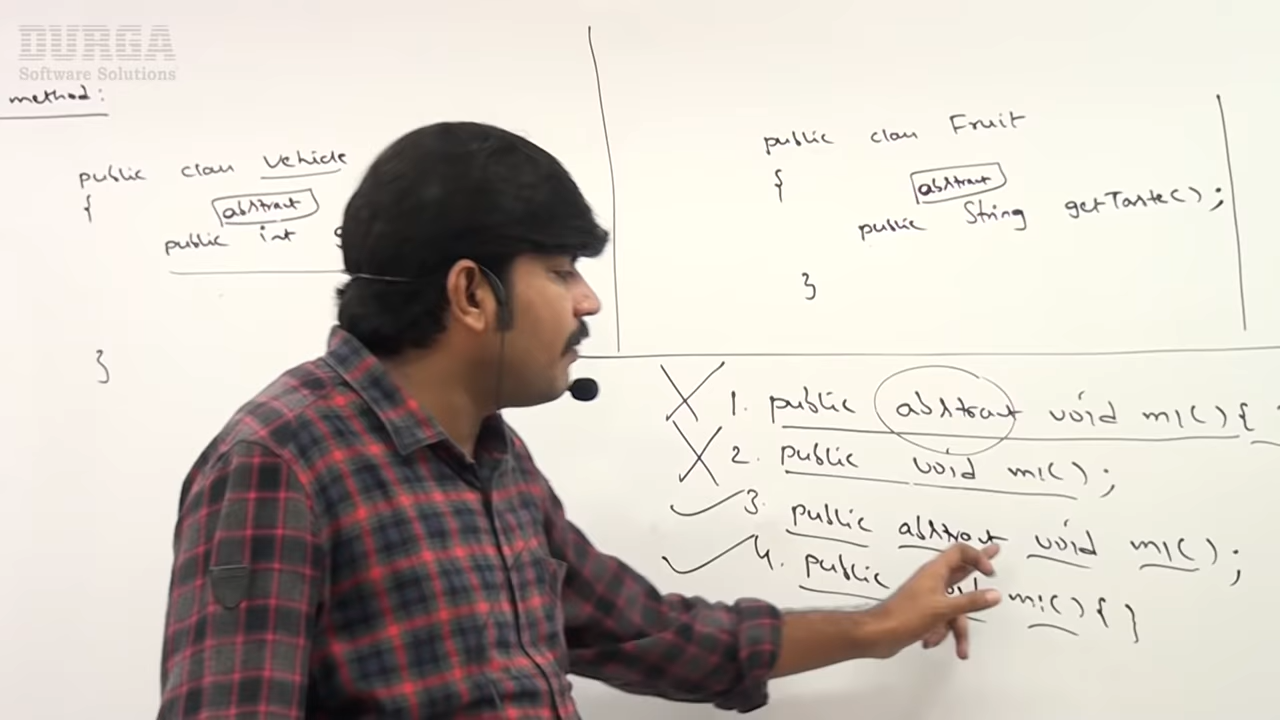 DURGA
Software Solutions
method:
public class Vehicle
{
abstract
public int
}
public class Fruit
{
abstract
public String getTaste();
}
1. public abstract void m1(){
2. public void m1();
3. public abstract void m1();
4. public void m1(){ }